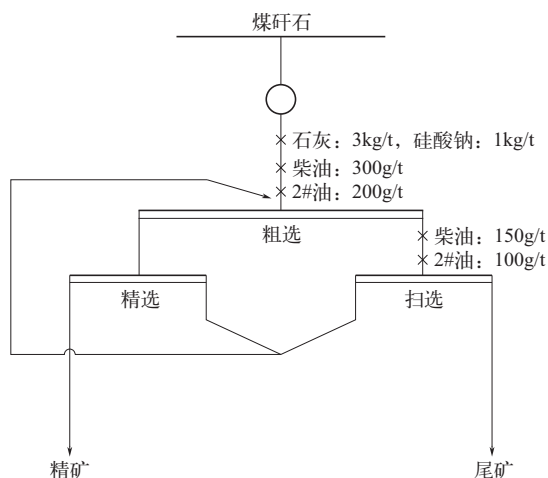 煤矸石
石灰：3kg/t，硅酸钠：1kg/t
柴油：300g/t
2#油：200g/t
粗选
柴油：150g/t
2#油：100g/t
精选
扫选
精矿
尾矿